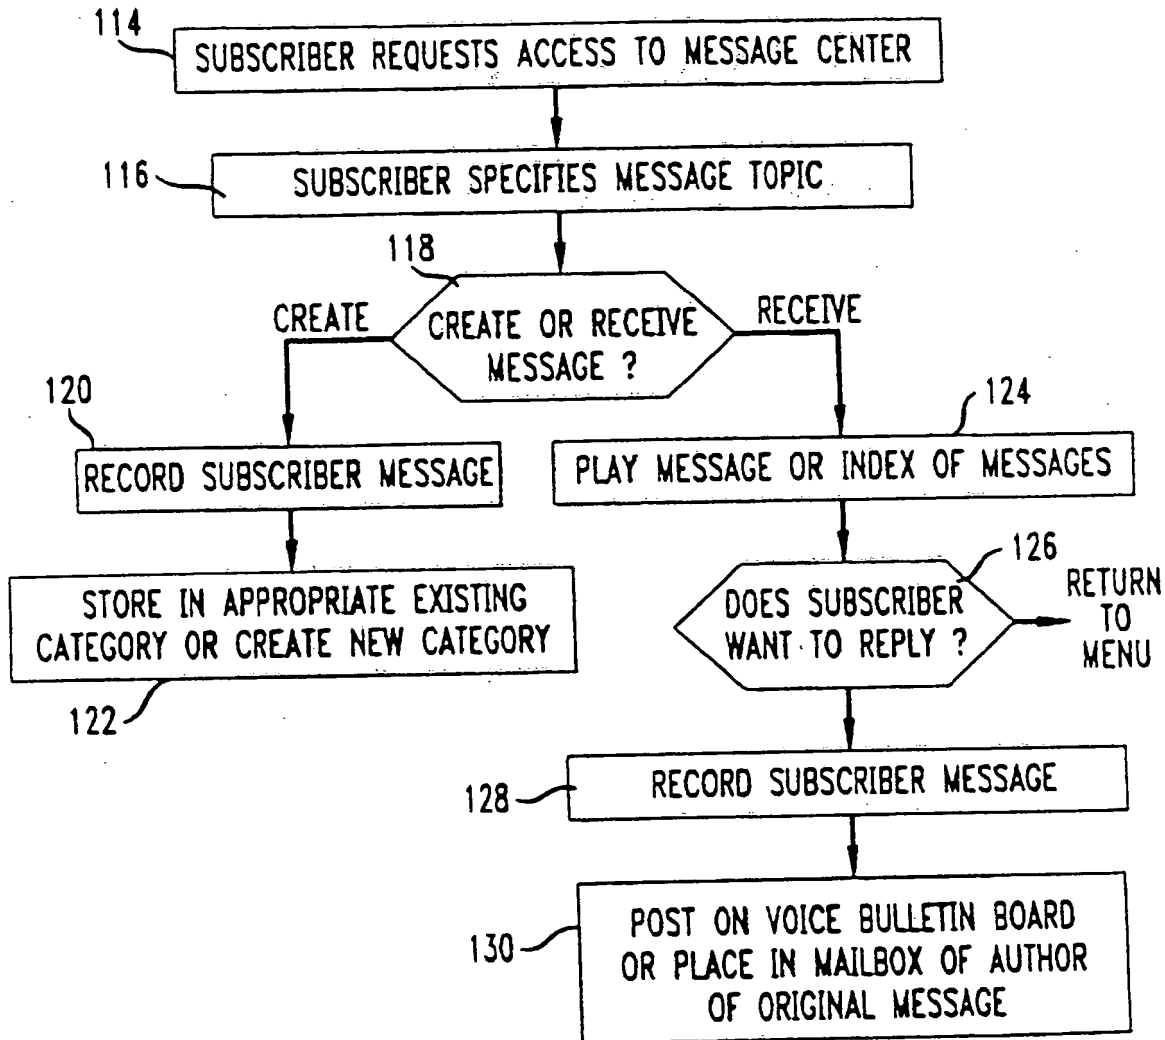 114
SUBSCRIBER REQUESTS ACCESS TO MESSAGE CENTER
116
SUBSCRIBER SPECIFIES MESSAGE TOPIC
118
CREATE OR RECEIVE
MESSAGE ?
CREATE
RECEIVE
120
RECORD SUBSCRIBER MESSAGE
STORE IN APPROPRIATE EXISTING
CATEGORY OR CREATE NEW CATEGORY
122
124
PLAY MESSAGE OR INDEX OF MESSAGES
126
DOES SUBSCRIBER
WANT TO REPLY ?
RETURN
TO
MENU
128
RECORD SUBSCRIBER MESSAGE
130
POST ON VOICE BULLETIN BOARD
OR PLACE IN MAILBOX OF AUTHOR
OF ORIGINAL MESSAGE